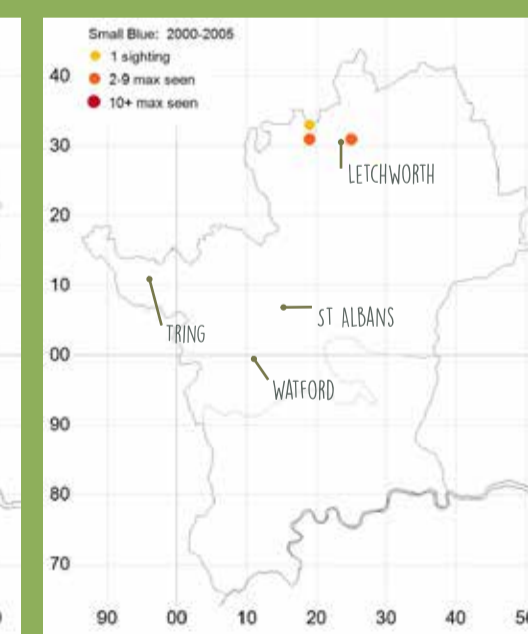 Small Blue: 2000-2005
1 sighting
2-9 max seen
10+ max seen
40
30
LETCHWORTH
20
10
ST ALBANS
TRING
00
WATFORD
90
80
70
90 00 10 20 30 40